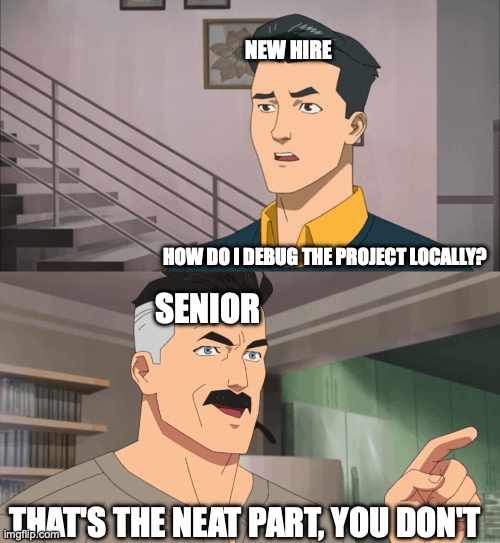 NEW HIRE
HOW DO I DEBUG THE PROJECT LOCALLY?
SENIOR
THAT'S THE NEAT PART, YOU DON'T
imgflip.com